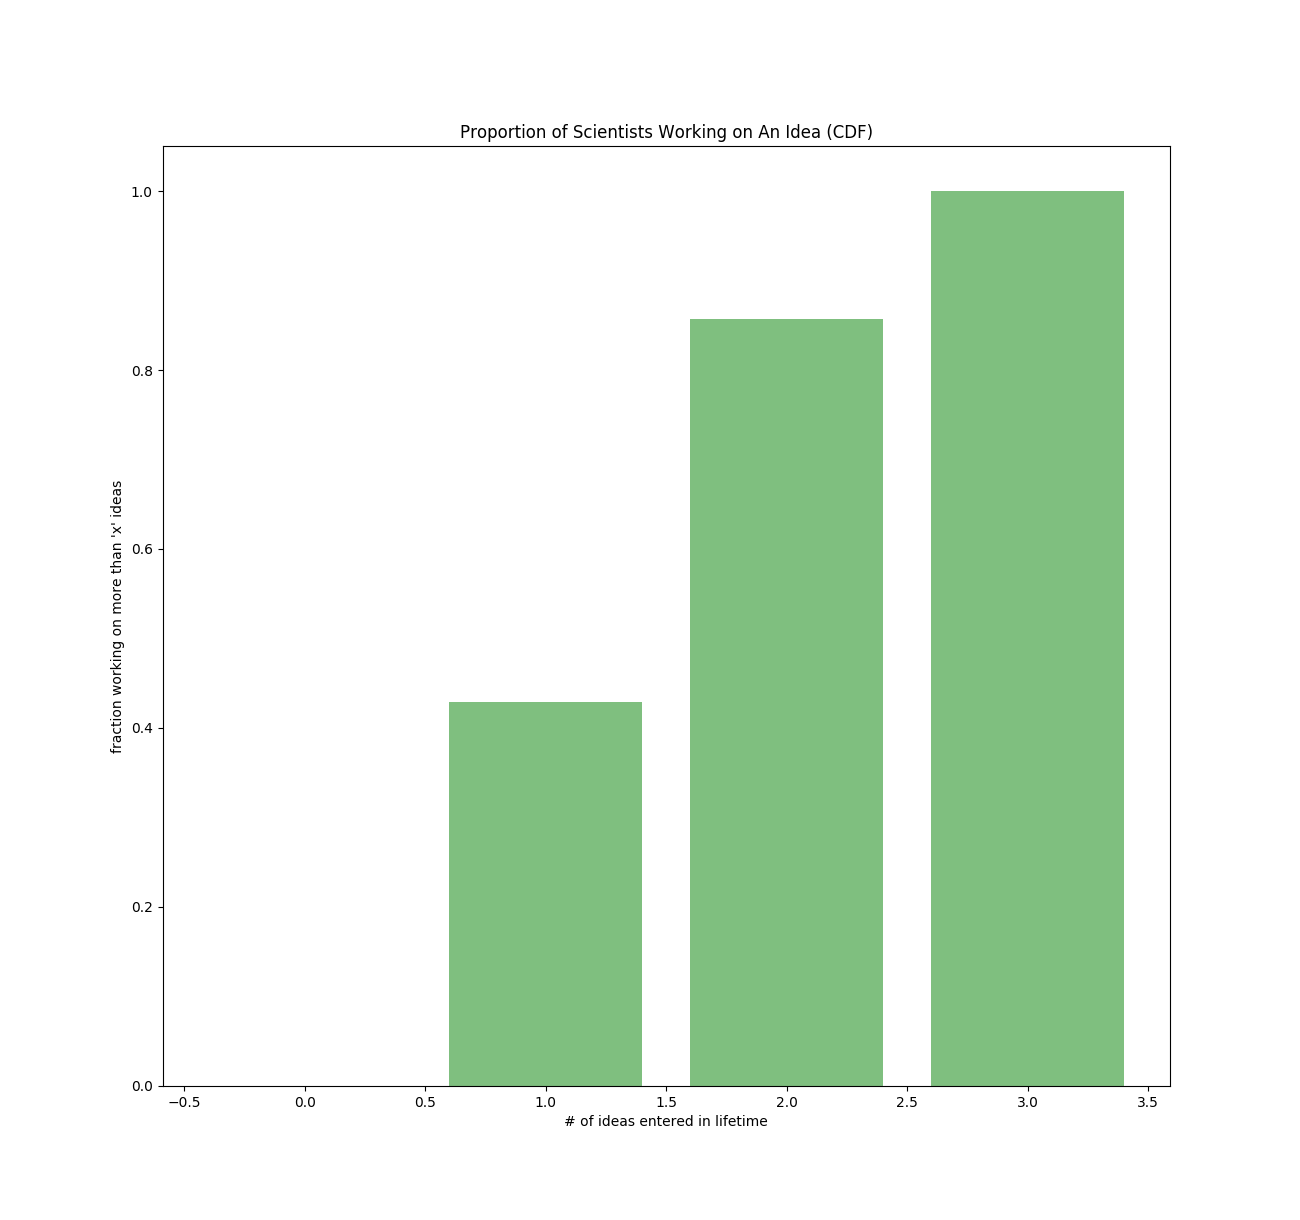 Proportion of Scientists Working on An Idea (CDF)
1.0
0.8
0.6
0.4
0.2
0.0
fraction working on more than 'x' ideas
−0.5 0.0 0.5 1.0 1.5 2.0 2.5 3.0 3.5
# of ideas entered in lifetime